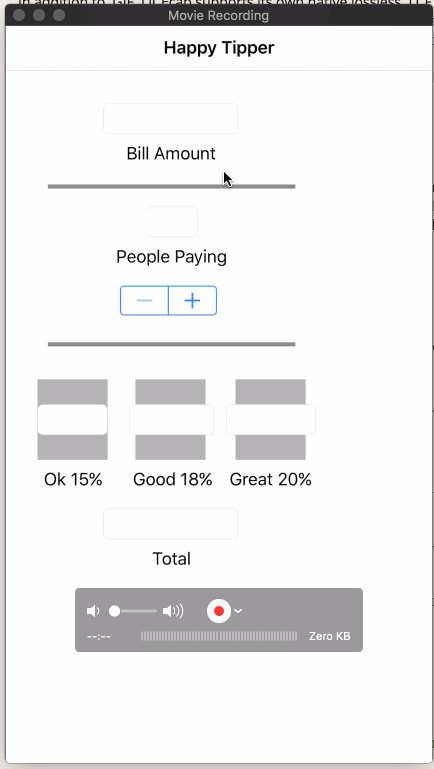 In addition to GIF, LICEcap supports its own native lossless .LCF
Movie Recording
Happy Tipper
Bill Amount
People Paying
Ok 15%
Good 18%
Great 20%
Total
--:--
Zero KB